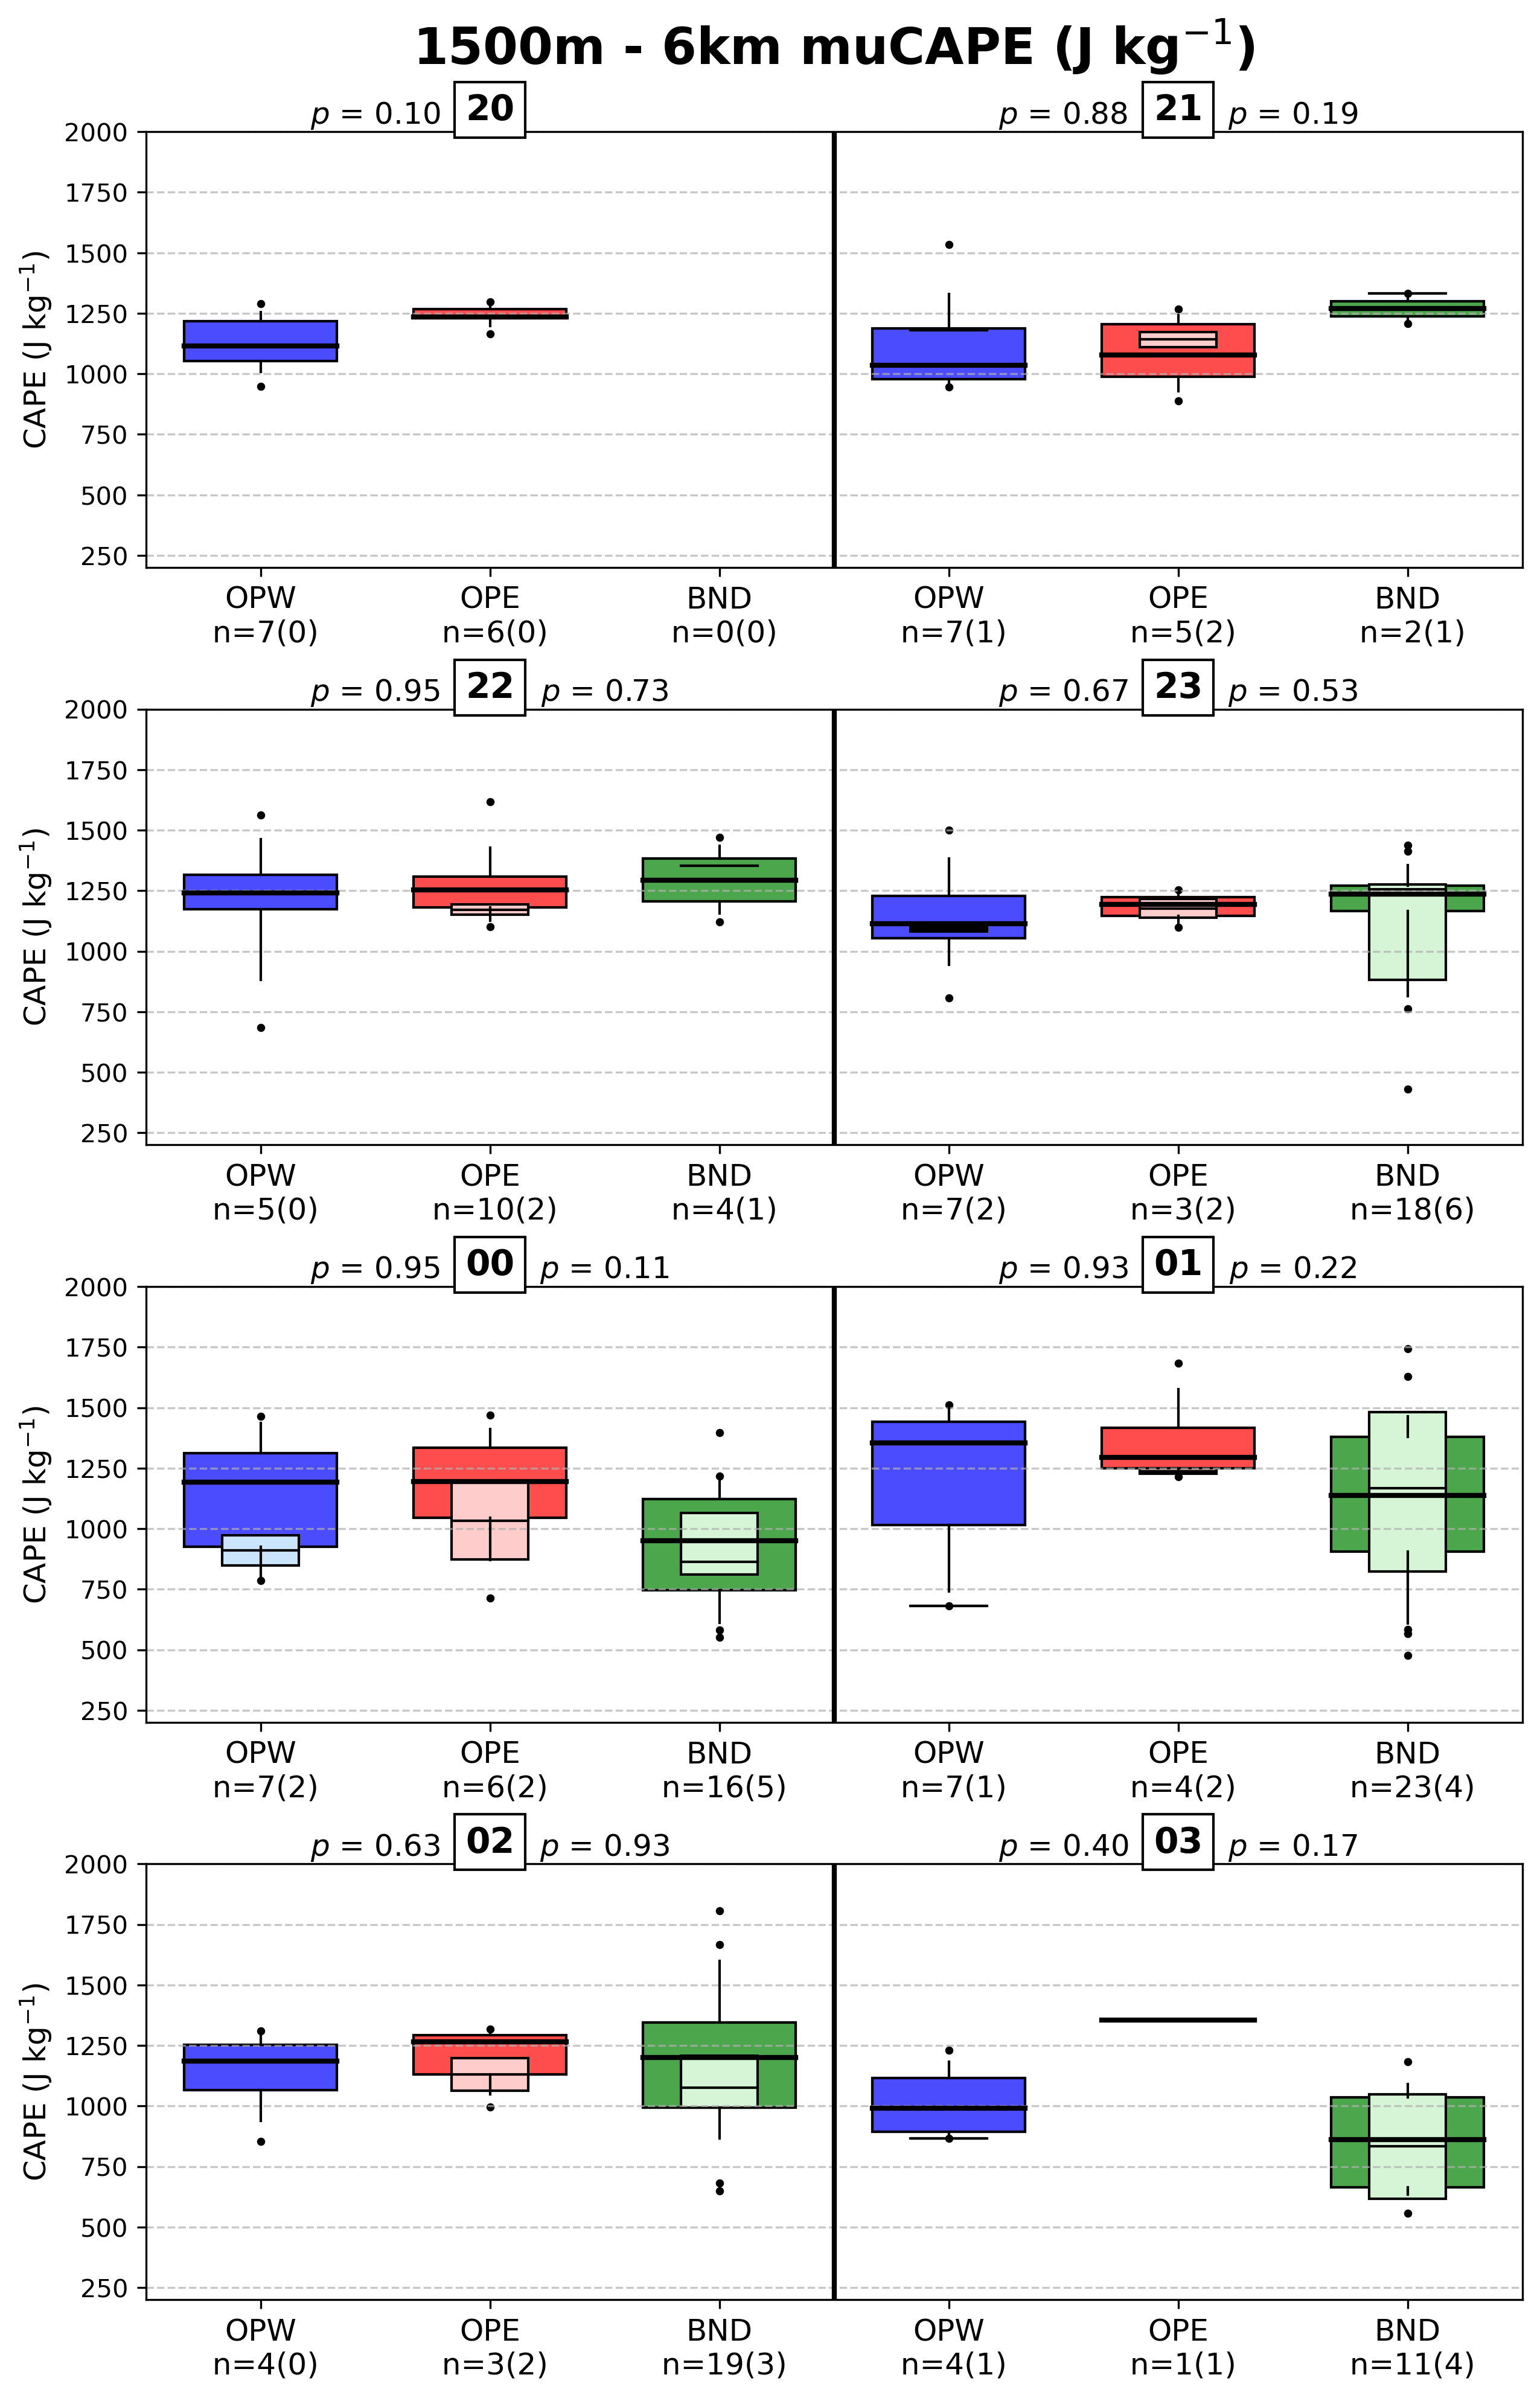 1500m - 6km muCAPE (J kg⁻¹)
p = 0.10 20
p = 0.88 21 p = 0.19
CAPE (J kg⁻¹)
2000
1750
1500
1250
1000
750
500
250
OPW OPE BND OPW OPE BND
n=7(0) n=6(0) n=0(0) n=7(1) n=5(2) n=2(1)
p = 0.95 22 p = 0.73
p = 0.67 23 p = 0.53
CAPE (J kg⁻¹)
2000
1750
1500
1250
1000
750
500
250
OPW OPE BND OPW OPE BND
n=5(0) n=10(2) n=4(1) n=7(2) n=3(2) n=18(6)
p = 0.95 00 p = 0.11
p = 0.93 01 p = 0.22
CAPE (J kg⁻¹)
2000
1750
1500
1250
1000
750
500
250
OPW OPE BND OPW OPE BND
n=7(2) n=6(2) n=16(5) n=7(1) n=4(2) n=23(4)
p = 0.63 02 p = 0.93
p = 0.40 03 p = 0.17
CAPE (J kg⁻¹)
2000
1750
1500
1250
1000
750
500
250
OPW OPE BND OPW OPE BND
n=4(0) n=3(2) n=19(3) n=4(1) n=1(1) n=11(4)